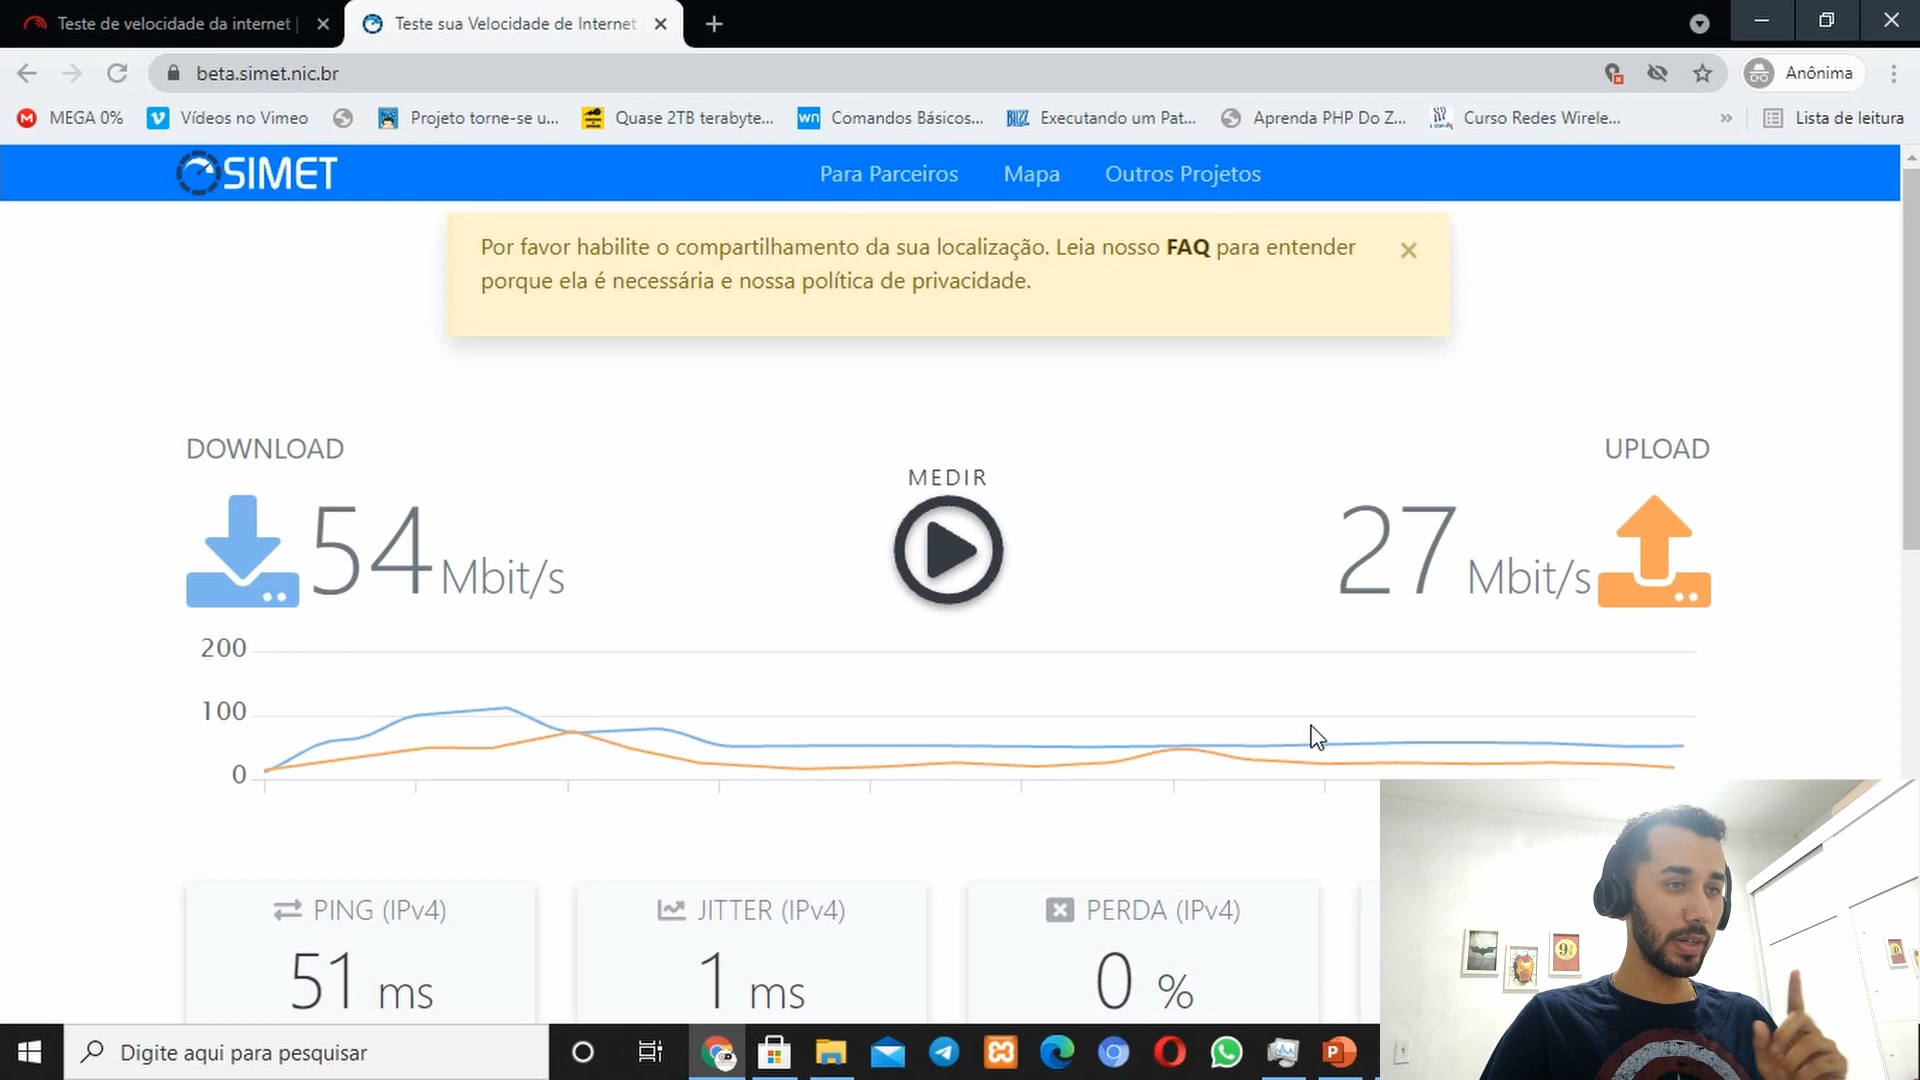 Teste de velocidade da internet |
Teste sua Velocidade de Internet
beta.simet.nic.br
Anônima
MEGA 0%
Vídeos no Vimeo
Projeto torne-se u...
Quase 2TB terabyte...
Comandos Básicos...
Executando um Pat...
Aprenda PHP Do Z...
Curso Redes Wirele...
»
Lista de leitura
SIMET
Para Parceiros
Mapa
Outros Projetos
Por favor habilite o compartilhamento da sua localização. Leia nosso FAQ para entender
porque ela é necessária e nossa política de privacidade.
DOWNLOAD
MEDIR
UPLOAD
54 Mbit/s
27 Mbit/s
200
100
0
PING (IPv4)
51 ms
JITTER (IPv4)
1 ms
PERDA (IPv4)
0 %
Digite aqui para pesquisar